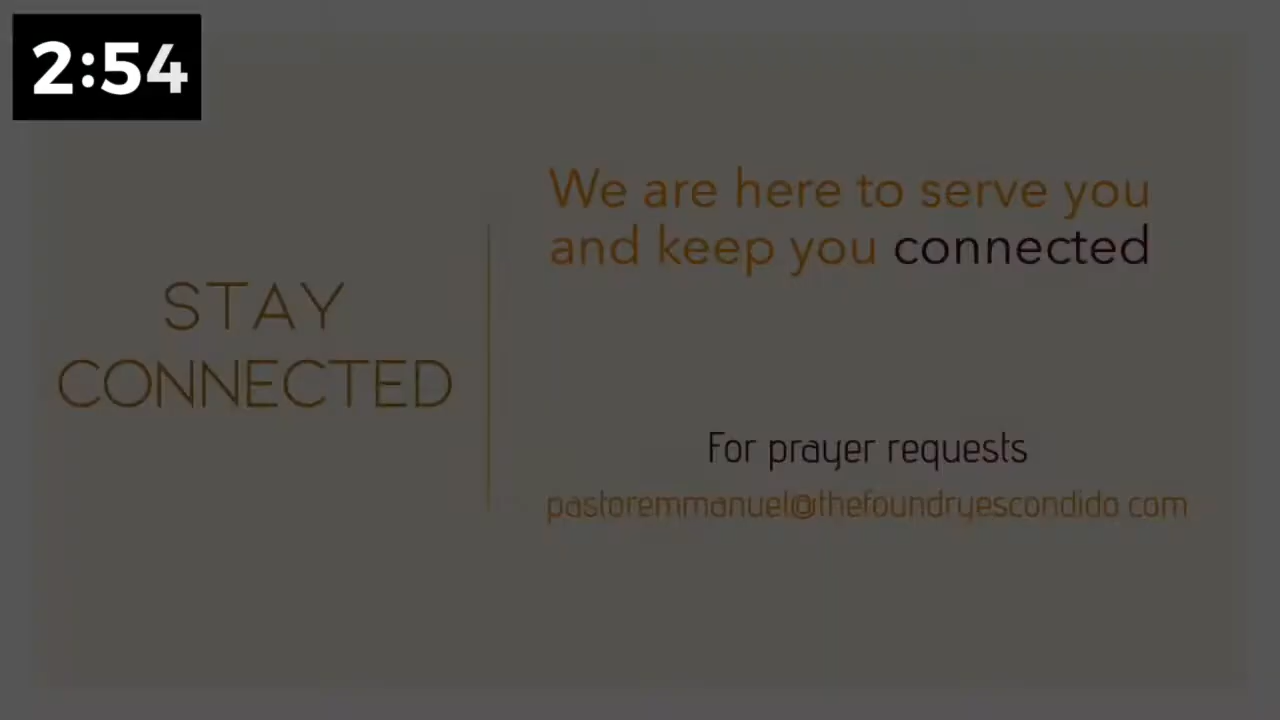 2:54
STAY
CONNECTED
We are here to serve you
and keep you connected
For prayer requests
pastoremmanuel@thefoundryescondido.com